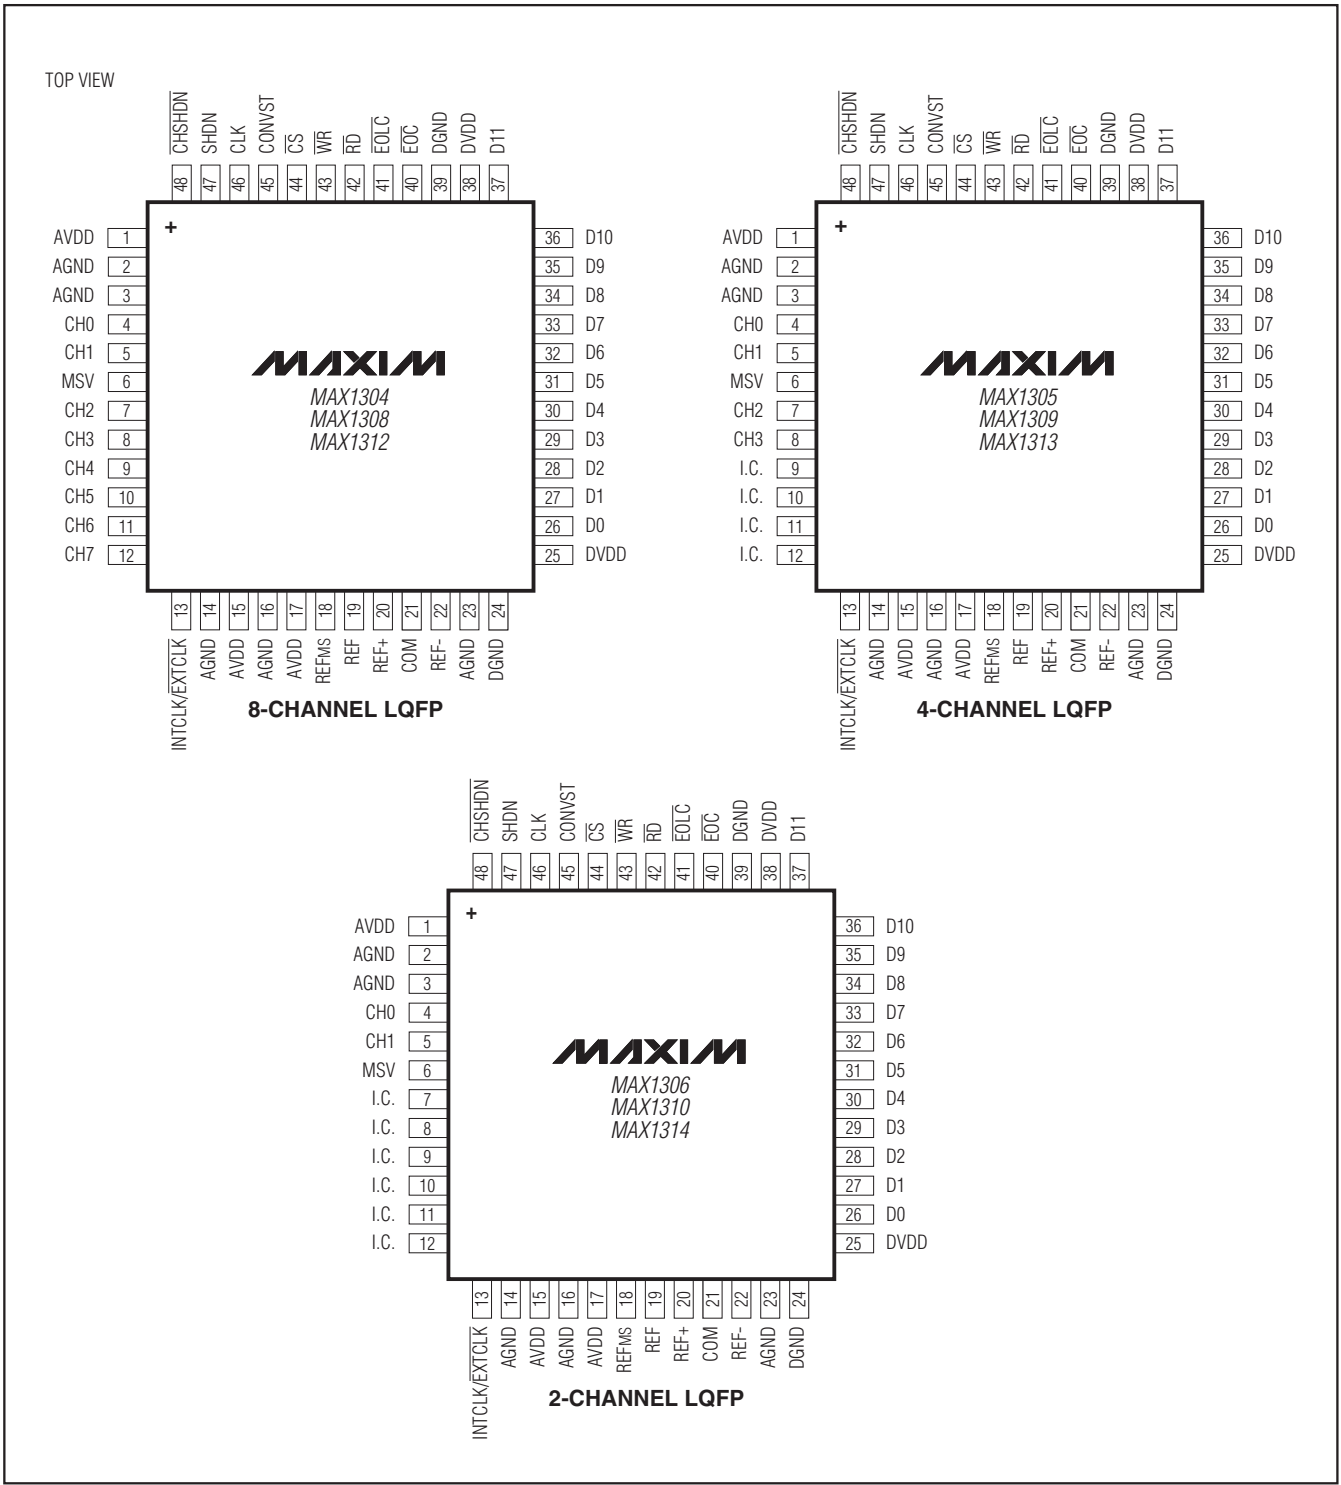 TOP VIEW
CHSHDN SHDN CLK CONVST CS WR RD EOLC EOC DGND DVDD D11
48 47 46 45 44 43 42 41 40 39 38 37
AVDD 1
AGND 2
AGND 3
CH0 4
CH1 5
MSV 6
CH2 7
CH3 8
CH4 9
CH5 10
CH6 11
CH7 12
+
MAXIM
MAX1304
MAX1308
MAX1312
36 D10
35 D9
34 D8
33 D7
32 D6
31 D5
30 D4
29 D3
28 D2
27 D1
26 D0
25 DVDD
13 14 15 16 17 18 19 20 21 22 23 24
INTCLK/EXTCLK AGND AVDD AGND AVDD REFMS REF REF+ COM REF- AGND DGND
8-CHANNEL LQFP
CHSHDN SHDN CLK CONVST CS WR RD EOLC EOC DGND DVDD D11
48 47 46 45 44 43 42 41 40 39 38 37
AVDD 1
AGND 2
AGND 3
CH0 4
CH1 5
MSV 6
CH2 7
CH3 8
I.C. 9
I.C. 10
I.C. 11
I.C. 12
+
MAXIM
MAX1305
MAX1309
MAX1313
36 D10
35 D9
34 D8
33 D7
32 D6
31 D5
30 D4
29 D3
28 D2
27 D1
26 D0
25 DVDD
13 14 15 16 17 18 19 20 21 22 23 24
INTCLK/EXTCLK AGND AVDD AGND AVDD REFMS REF REF+ COM REF- AGND DGND
4-CHANNEL LQFP
CHSHDN SHDN CLK CONVST CS WR RD EOLC EOC DGND DVDD D11
48 47 46 45 44 43 42 41 40 39 38 37
AVDD 1
AGND 2
AGND 3
CH0 4
CH1 5
MSV 6
I.C. 7
I.C. 8
I.C. 9
I.C. 10
I.C. 11
I.C. 12
+
MAXIM
MAX1306
MAX1310
MAX1314
36 D10
35 D9
34 D8
33 D7
32 D6
31 D5
30 D4
29 D3
28 D2
27 D1
26 D0
25 DVDD
13 14 15 16 17 18 19 20 21 22 23 24
INTCLK/EXTCLK AGND AVDD AGND AVDD REFMS REF REF+ COM REF- AGND DGND
2-CHANNEL LQFP